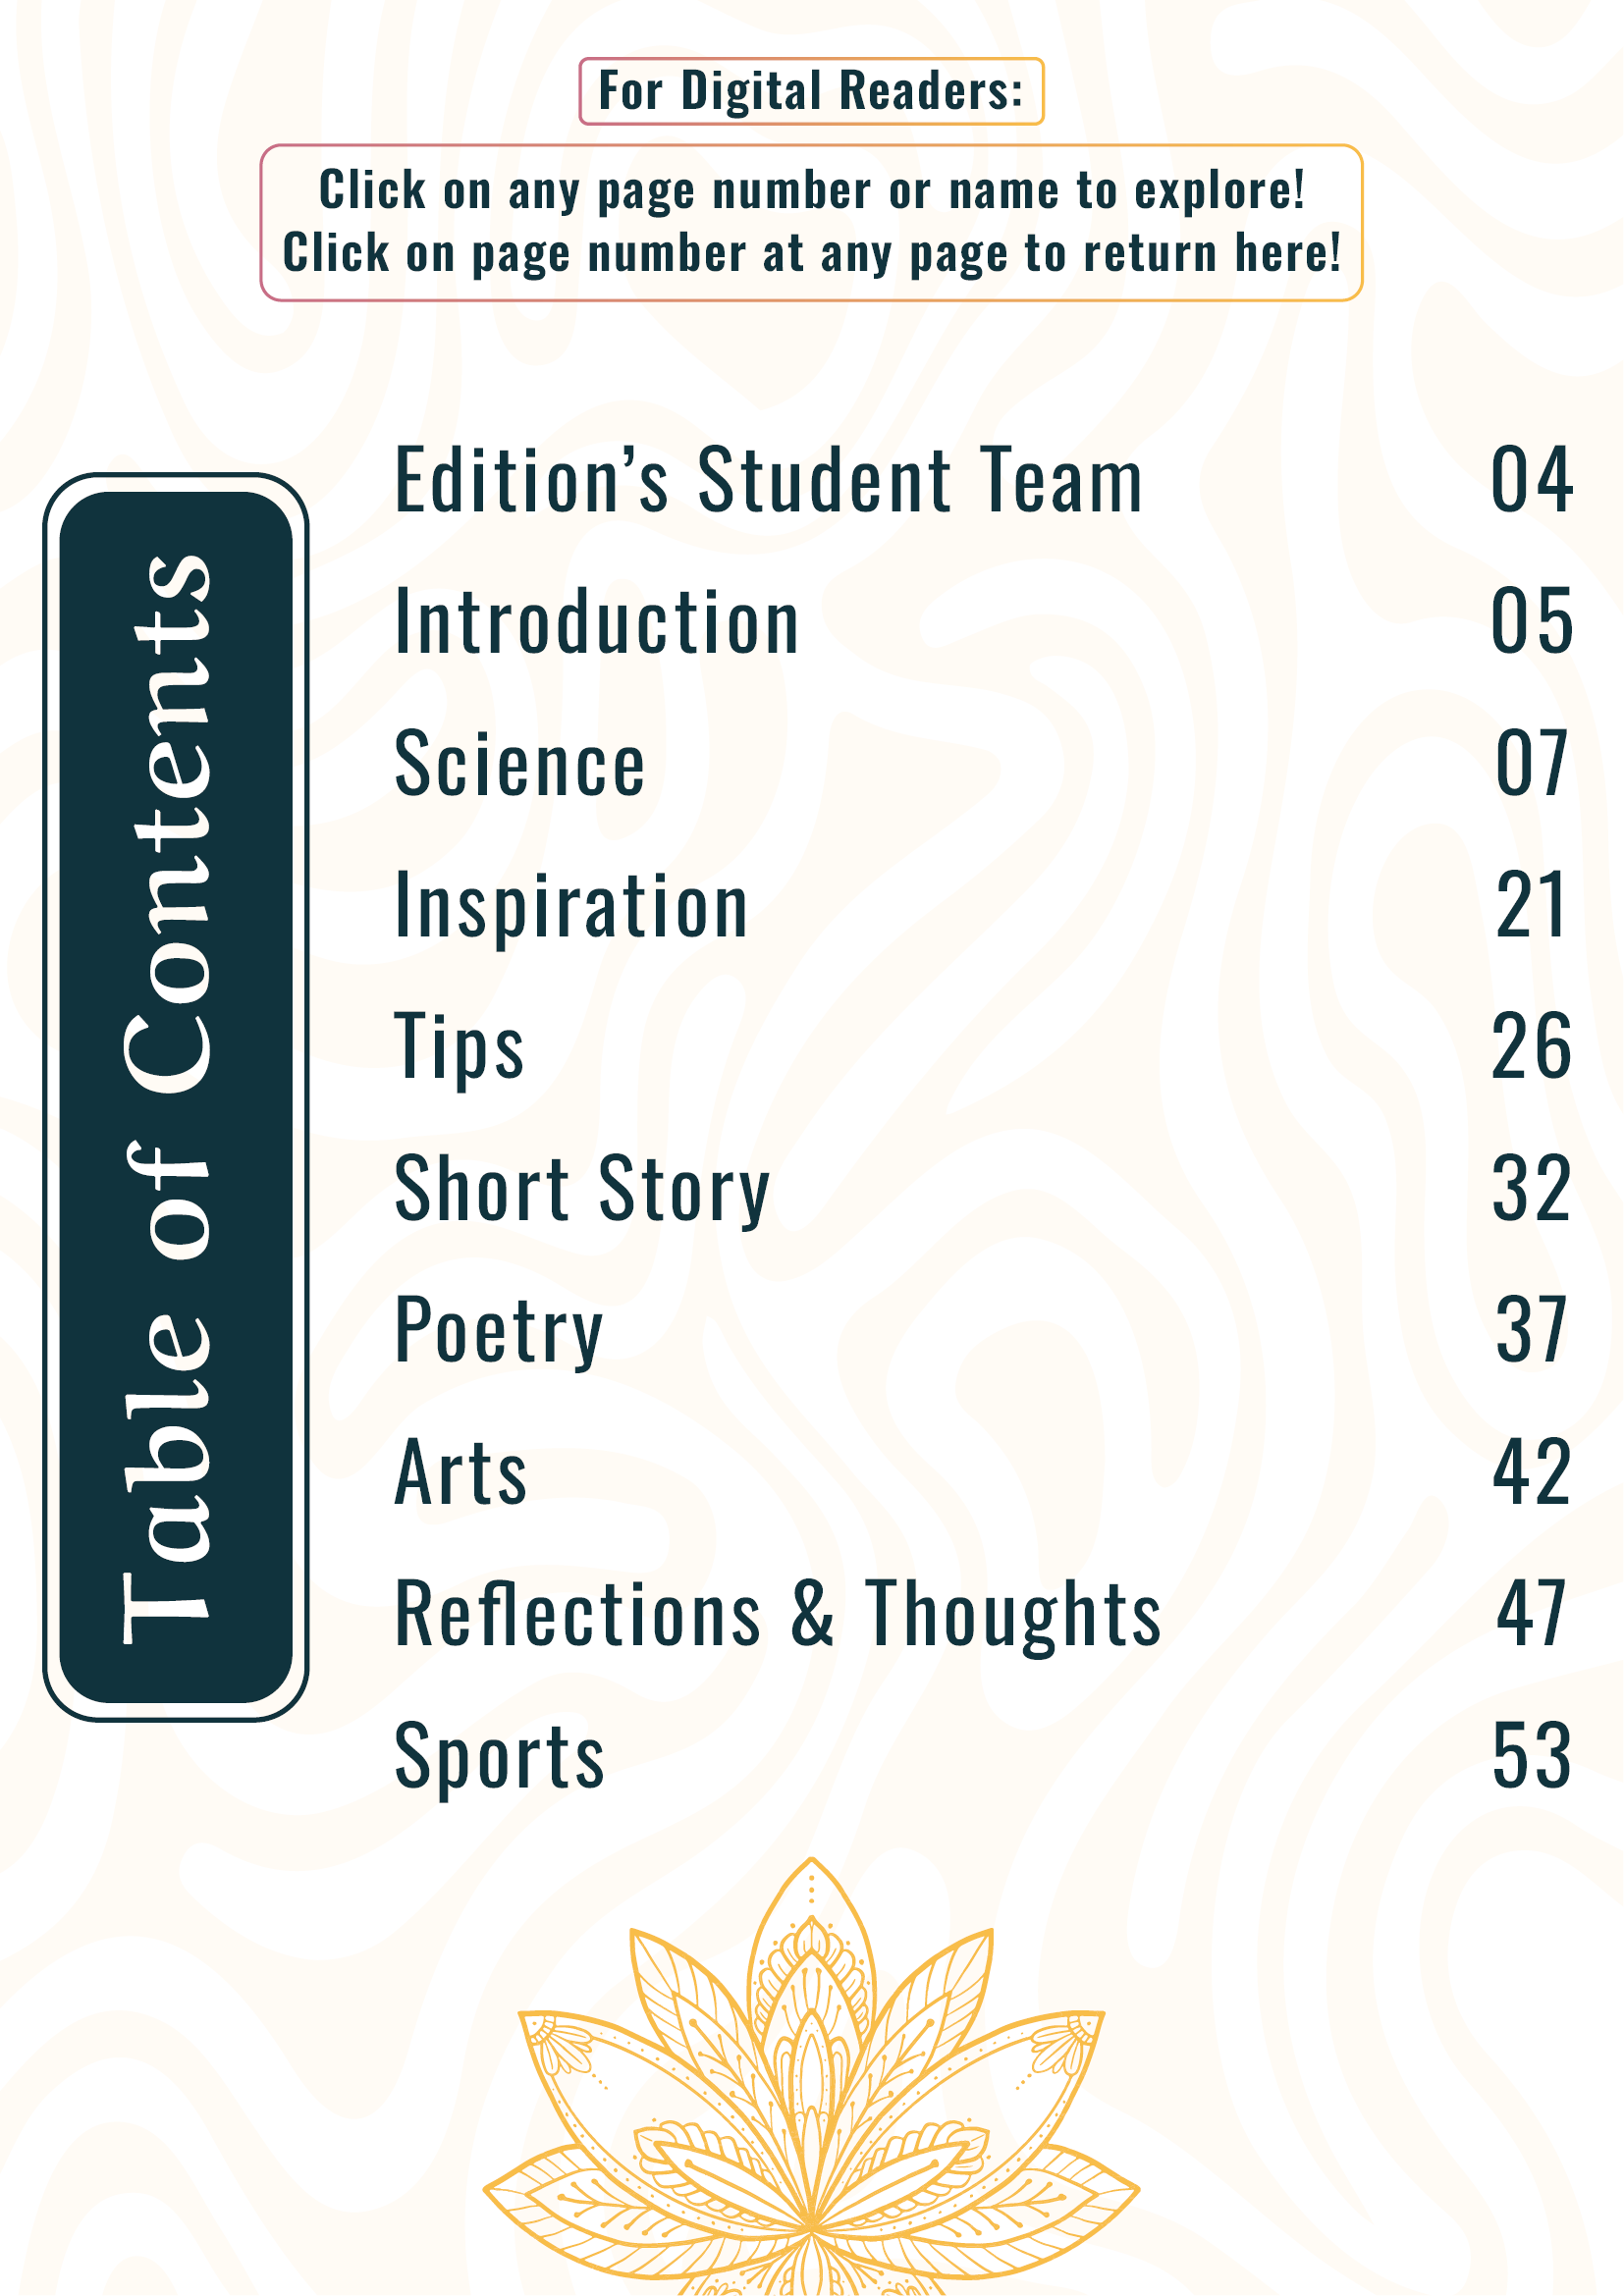 For Digital Readers:
Click on any page number or name to explore!
Click on page number at any page to return here!
Table of Contents
Edition’s Student Team 04
Introduction 05
Science 07
Inspiration 21
Tips 26
Short Story 32
Poetry 37
Arts 42
Reflections & Thoughts 47
Sports 53